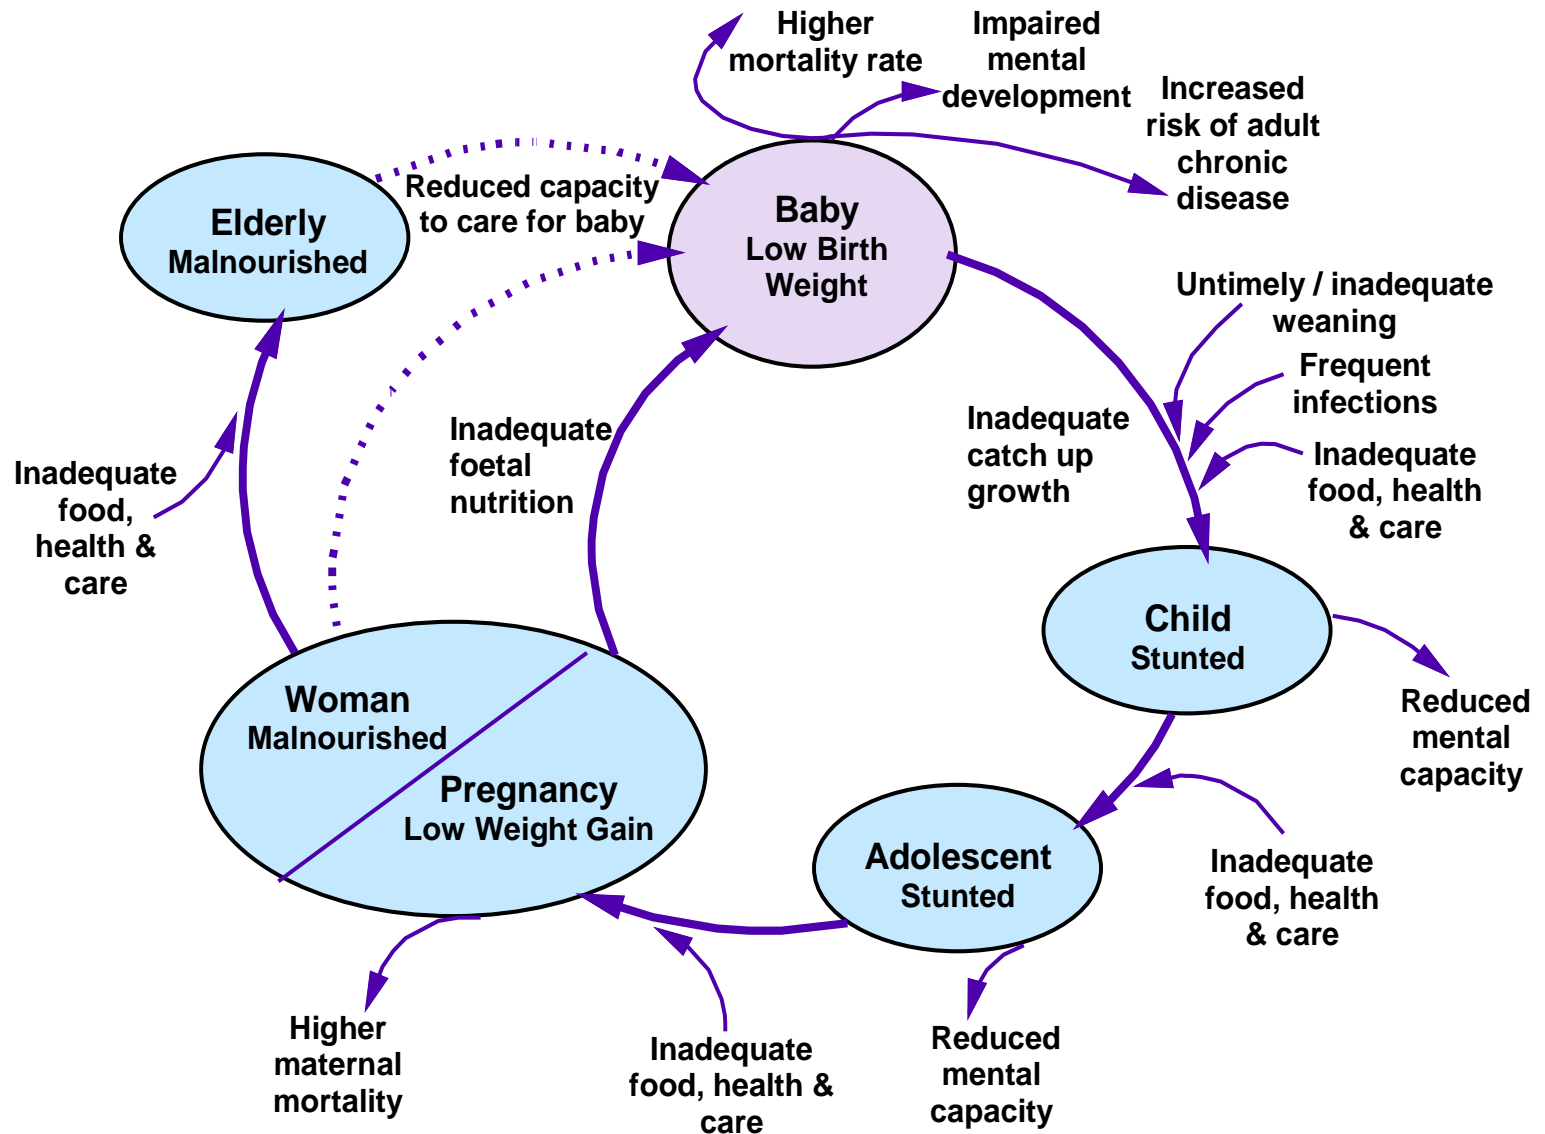 Higher
mortality rate
Impaired
mental
development
Increased
risk of adult
chronic
disease
Elderly
Malnourished
Reduced capacity
to care for baby
Baby
Low Birth
Weight
Untimely / inadequate
weaning
Frequent
infections
Inadequate
food, health
& care
Inadequate
catch up
growth
Inadequate
foetal
nutrition
Inadequate
food,
health &
care
Child
Stunted
Reduced
mental
capacity
Woman
Malnourished
Pregnancy
Low Weight Gain
Adolescent
Stunted
Inadequate
food, health
& care
Higher
maternal
mortality
Inadequate
food, health &
care
Reduced
mental
capacity